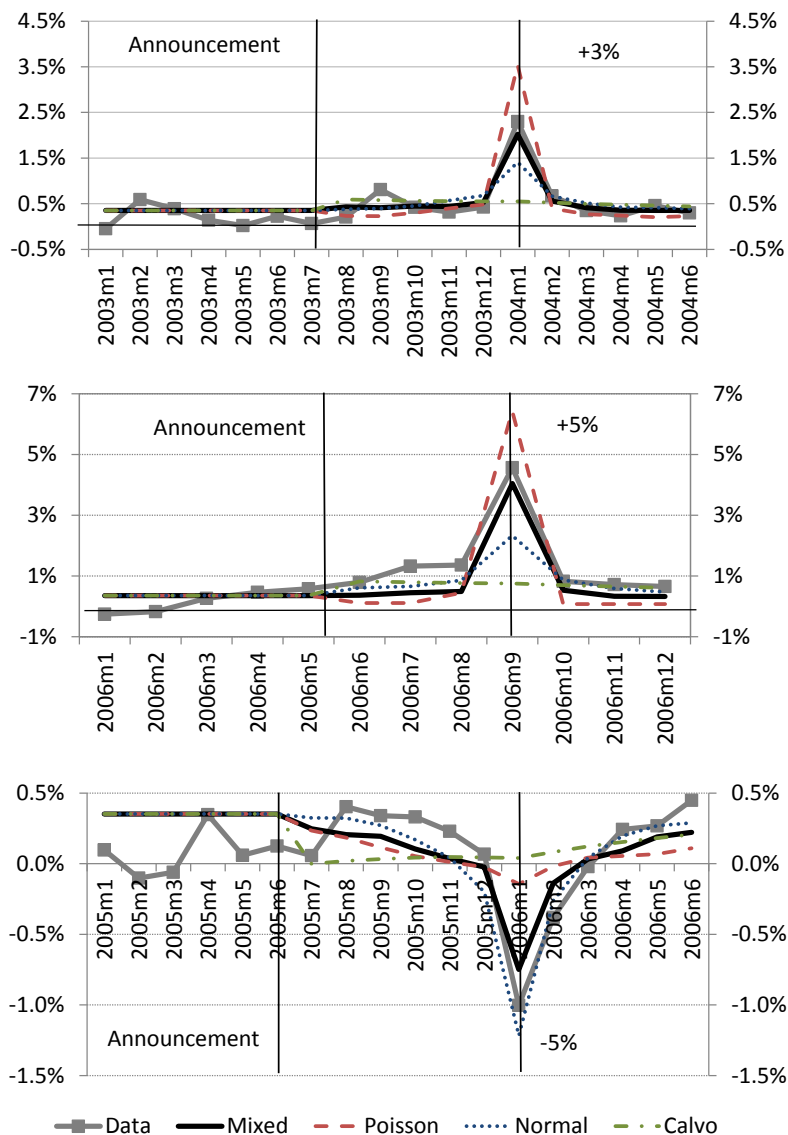 4.5% 4.5%
Announcement +3%
3.5% 3.5%
2.5% 2.5%
1.5% 1.5%
0.5% 0.5%
-0.5% -0.5%
2003m1 2003m2 2003m3 2003m4 2003m5 2003m6 2003m7 2003m8 2003m9 2003m10 2003m11 2003m12 2004m1 2004m2 2004m3 2004m4 2004m5 2004m6
7% 7%
Announcement +5%
5% 5%
3% 3%
1% 1%
-1% -1%
2006m1 2006m2 2006m3 2006m4 2006m5 2006m6 2006m7 2006m8 2006m9 2006m10 2006m11 2006m12
0.5% 0.5%
0.0% 0.0%
2005m1 2005m2 2005m3 2005m4 2005m5 2005m6 2005m7 2005m8 2005m9 2005m10 2005m11 2005m12 2006m1 2006m2 2006m3 2006m4 2006m5 2006m6
-0.5% -0.5%
-1.0% -1.0%
Announcement -5%
-1.5% -1.5%
Data Mixed Poisson Normal Calvo